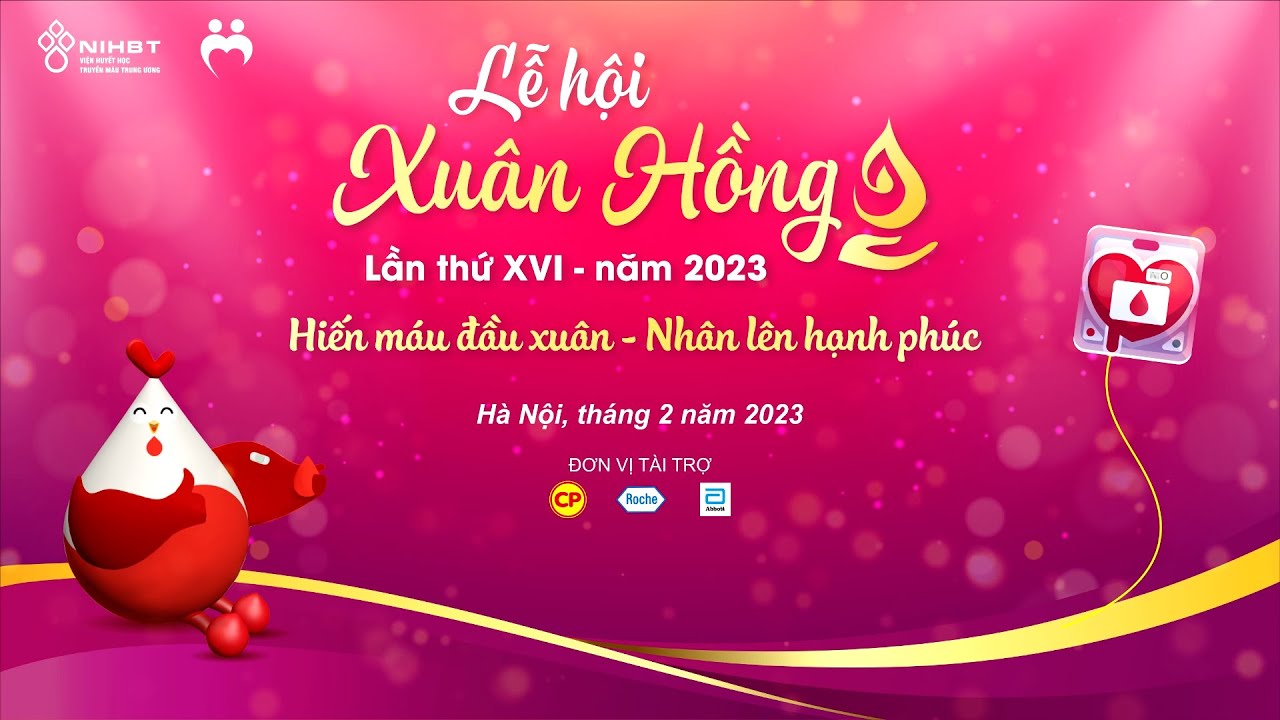 NIHBT
VIỆN HUYẾT HỌC
TRUYỀN MÁU TRUNG ƯƠNG
Lễ hội
Xuân Hồng
Lần thứ XVI - năm 2023
Hiến máu đầu xuân - Nhân lên hạnh phúc
Hà Nội, tháng 2 năm 2023
ĐƠN VỊ TÀI TRỢ
CP
Roche
Abbott